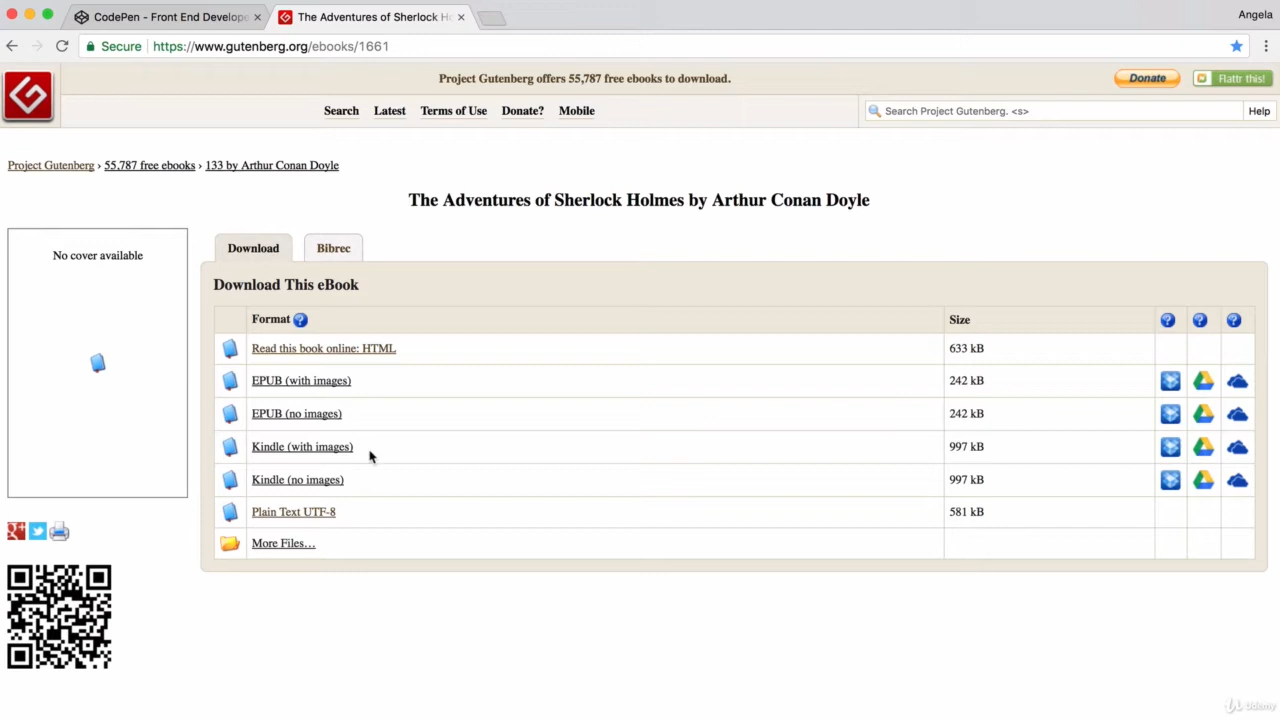 CodePen - Front End Develope
The Adventures of Sherlock H
Angela
Secure
https://www.gutenberg.org/ebooks/1661
Project Gutenberg offers 55,787 free ebooks to download.
Donate
Flattr this!
Search Latest Terms of Use Donate? Mobile
Search Project Gutenberg. <s>
Help
Project Gutenberg › 55,787 free ebooks › 133 by Arthur Conan Doyle
The Adventures of Sherlock Holmes by Arthur Conan Doyle
No cover available
Download Bibrec
Download This eBook
Format ? Size ? ? ?
Read this book online: HTML 633 kB
EPUB (with images) 242 kB
EPUB (no images) 242 kB
Kindle (with images) 997 kB
Kindle (no images) 997 kB
Plain Text UTF-8 581 kB
More Files…
Udemy